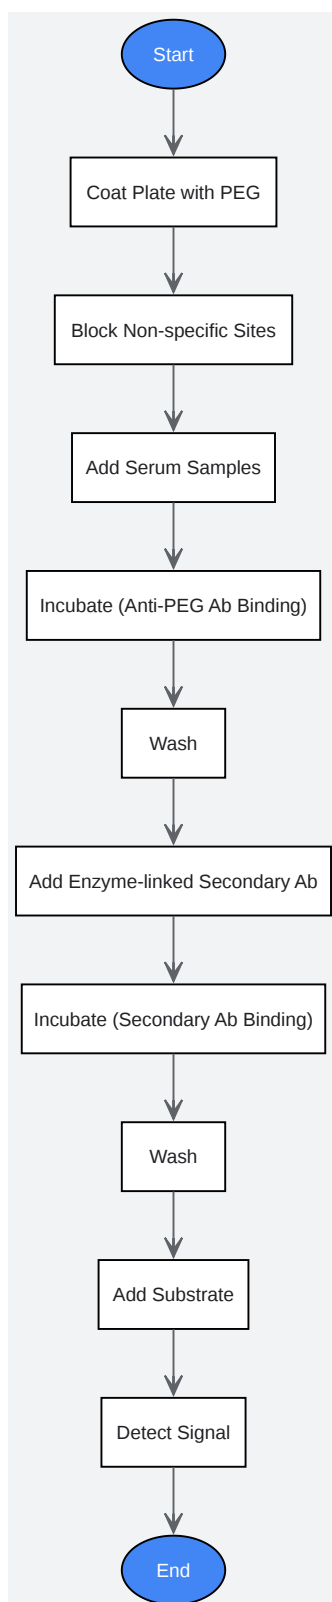 Start
Coat Plate with PEG
Block Non-specific Sites
Add Serum Samples
Incubate (Anti-PEG Ab Binding)
Wash
Add Enzyme-linked Secondary Ab
Incubate (Secondary Ab Binding)
Wash
Add Substrate
Detect Signal
End